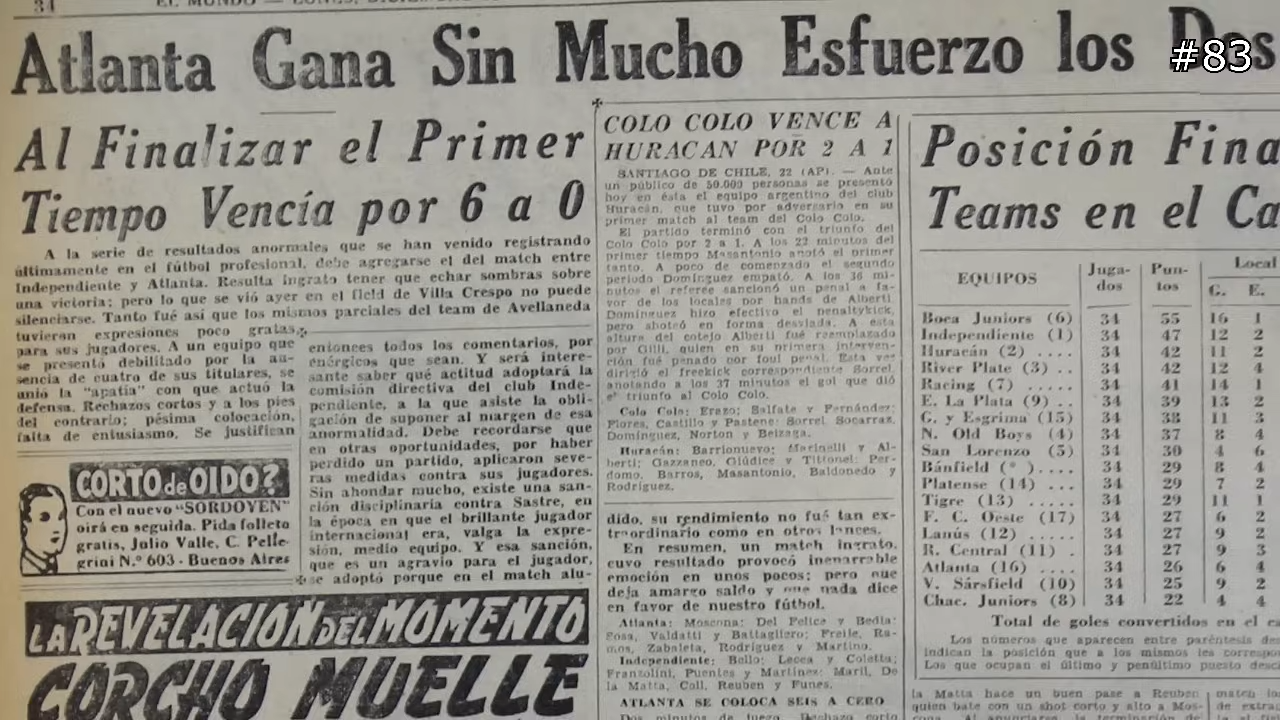 34 EL MUNDO — LUNES,
Atlanta Gana Sin Mucho Esfuerzo los Dos
#83
Al Finalizar el Primer
Tiempo Vencía por 6 a 0
A la serie de resultados anormales que se han venido registrando
últimamente en el fútbol profesional, debe agregarse el del match entre
Independiente y Atlanta. Resulta ingrato tener que echar sombras sobre
una victoria; pero lo que se vió ayer en el field de Villa Crespo no puede
silenciarse. Tanto fué así que los mismos parciales del team de Avellaneda
tuvieron expresiones poco gratas
para sus jugadores. A un equipo que
se presentó debilitado por la au-
sencia de cuatro de sus titulares, se
unió la "apatía" con que actuó la
defensa. Rechazos cortos y a los pies
del contrario; pésima colocación,
falta de entusiasmo. Se justifican
CORTO de OIDO?
Con el nuevo "SORDOYEN"
oirá en seguida. Pida folleto
gratis, Julio Valle, C. Pelle-
grini N.º 603 - Buenos Aires
LA REVELACION DEL MOMENTO
CORCHO MUELLE
entonces todos los comentarios, por
enérgicos que sean. Y será intere-
sante saber qué actitud adoptará la
comisión directiva del club Inde-
pendiente, a la que asiste la obli-
gación de suponer al margen de esa
anormalidad. Debe recordarse que
en otras oportunidades, por haber
perdido un partido, aplicaron seve-
ras medidas contra sus jugadores.
Sin ahondar mucho, existe una san-
ción disciplinaria contra Sastre, en
la época en que el brillante jugador
internacional era, valga la expre-
sión, medio equipo. Y esa sanción,
que es un agravio para el jugador,
se adoptó porque en el match alu-
COLO COLO VENCE A
HURACAN POR 2 A 1
SANTIAGO DE CHILE, 22 (AP). — Ante
un público de 50.000 personas se presentó
hoy en ésta el equipo argentino del club
Huracán, que tuvo por adversario en su
primer match al team del Colo Colo.
El partido terminó con el triunfo del
Colo Colo por 2 a 1. A los 22 minutos del
primer tiempo Masantonio anotó el primer
tanto. A poco de comenzado el segundo
período Domínguez empató. A los 36 mi-
nutos el referee sancionó un penal a fa-
vor de los locales por hands de Alberti.
Domínguez hizo efectivo el penaltykick,
pero shoteó en forma desviada. A esta
altura del cotejo Alberti fué reemplazado
por Gilli, quien en su primera interven-
ción fué penado por foul penal. Esta vez
dirigió el freekick correspondiente Sorrel,
anotando a los 37 minutos el gol que dió
el triunfo al Colo Colo.
Colo Colo: Erazo; Salfate y Fernández;
Flores, Castillo y Pastene; Sorrel, Socarraz,
Domínguez, Norton y Beizaga.
Huracán: Barrionuevo; Marinelli y Al-
berti; Gazzaneo, Giúdice y Titonel; Per-
domo, Barros, Masantonio, Baldonedo y
Rodríguez.
dido, su rendimiento no fué tan ex-
traordinario como en otros lances.
En resumen, un match ingrato,
cuyo resultado provocó inenarrable
emoción en unos pocos; pero que
deja amargo saldo y que nada dice
en favor de nuestro fútbol.
Atlanta: Moscona; Del Felice y Bedia;
Fosa, Valdatti y Battagliero; Freile, Ra-
mos, Zabaleta, Rodríguez y Martino.
Independiente: Bello; Lecea y Coletta;
Franzolini, Puentes y Martínez; Maril, De
la Matta, Coll, Reuben y Funes.
ATLANTA SE COLOCA SEIS A CERO
Dos minutos de juego. Rechazo corto
Posición Fina
Teams en el Ca
EQUIPOS Juga-dos Pun-tos Local G. E.
Boca Juniors (6) 34 55 16 1
Independiente (1) 34 47 12 2
Huracán (2) .... 34 42 11 2
River Plate (3) .. 34 42 12 4
Racing (7) ..... 34 41 14 1
E. La Plata (9) .. 34 39 13 2
G. y Esgrima (15) 34 38 11 3
N. Old Boys (4) 34 37 8 4
San Lorenzo (5) 34 30 4 6
Bánfield (*) .... 34 29 8 4
Platense (14) ... 34 29 7 2
Tigre (13) ..... 34 29 11 1
F. C. Oeste (17) 34 27 6 2
Lanús (12) ..... 34 27 9 2
R. Central (11) . 34 27 9 3
Atlanta (16) .... 34 26 6 4
V. Sársfield (10) 34 25 9 2
Chac. Juniors (8) 34 22 4 4
Total de goles convertidos en el
Los números que aparecen entre paréntesis
indican la posición que a los mismos les
Los que ocupan el último y penúltimo puesto
la Matta hace un buen pase a Reuben
quien bate con un shot corto y alto a Mos-